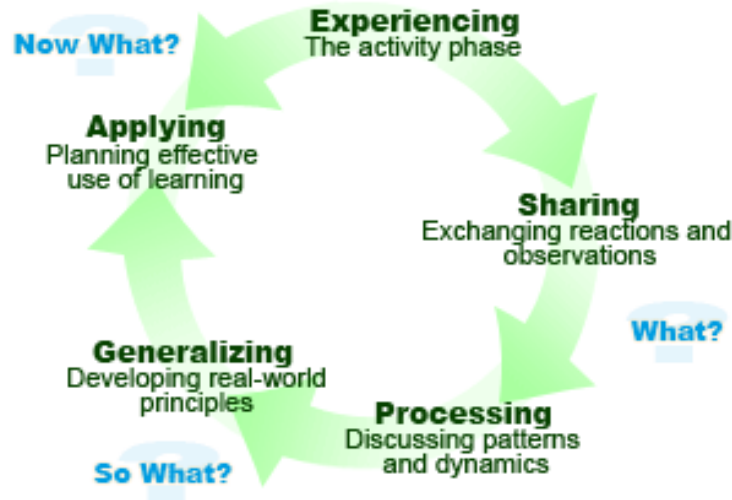 Experiencing
The activity phase
Now What?
Applying
Planning effective
use of learning
Sharing
Exchanging reactions and
observations
What?
Generalizing
Developing real-world
principles
Processing
Discussing patterns
and dynamics
So What?